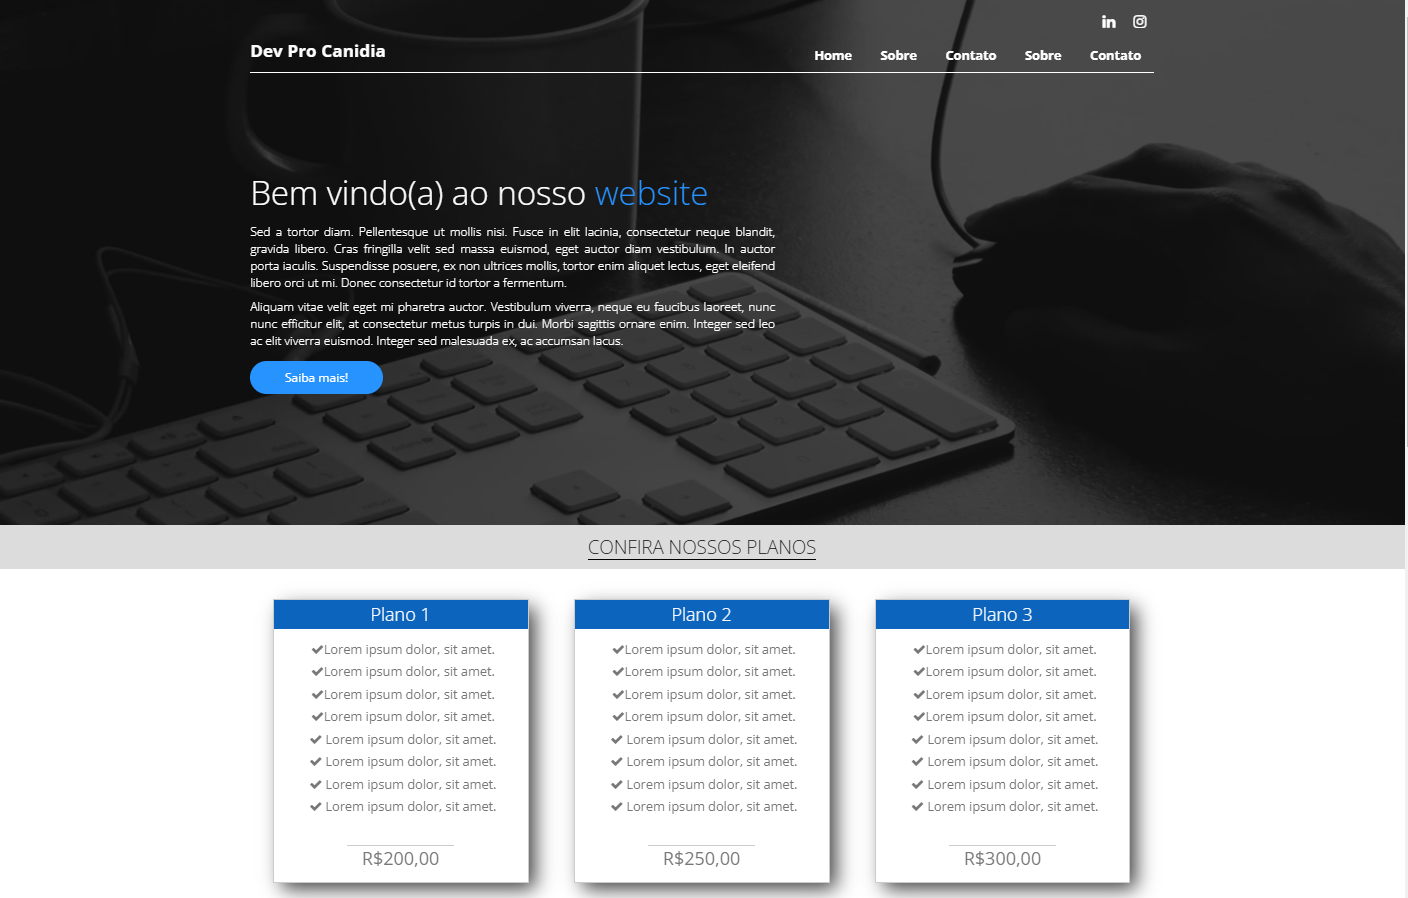 Dev Pro Canidia
Home Sobre Contato Sobre Contato
Bem vindo(a) ao nosso website
Sed a tortor diam. Pellentesque ut mollis nisi. Fusce in elit lacinia, consectetur neque blandit,
gravida libero. Cras fringilla velit sed massa euismod, eget auctor diam vestibulum. In auctor
porta iaculis. Suspendisse posuere, ex non ultrices mollis, tortor enim aliquet lectus, eget eleifend
libero orci ut mi. Donec consectetur id tortor a fermentum.
Aliquam vitae velit eget mi pharetra auctor. Vestibulum viverra, neque eu faucibus laoreet, nunc
nunc efficitur elit, at consectetur metus turpis in dui. Morbi sagittis ornare enim. Integer sed leo
ac elit viverra euismod. Integer sed malesuada ex, ac accumsan lacus.
Saiba mais!
CONFIRA NOSSOS PLANOS
Plano 1
Lorem ipsum dolor, sit amet.
Lorem ipsum dolor, sit amet.
Lorem ipsum dolor, sit amet.
Lorem ipsum dolor, sit amet.
Lorem ipsum dolor, sit amet.
Lorem ipsum dolor, sit amet.
Lorem ipsum dolor, sit amet.
Lorem ipsum dolor, sit amet.
R$200,00
Plano 2
Lorem ipsum dolor, sit amet.
Lorem ipsum dolor, sit amet.
Lorem ipsum dolor, sit amet.
Lorem ipsum dolor, sit amet.
Lorem ipsum dolor, sit amet.
Lorem ipsum dolor, sit amet.
Lorem ipsum dolor, sit amet.
Lorem ipsum dolor, sit amet.
R$250,00
Plano 3
Lorem ipsum dolor, sit amet.
Lorem ipsum dolor, sit amet.
Lorem ipsum dolor, sit amet.
Lorem ipsum dolor, sit amet.
Lorem ipsum dolor, sit amet.
Lorem ipsum dolor, sit amet.
Lorem ipsum dolor, sit amet.
Lorem ipsum dolor, sit amet.
R$300,00